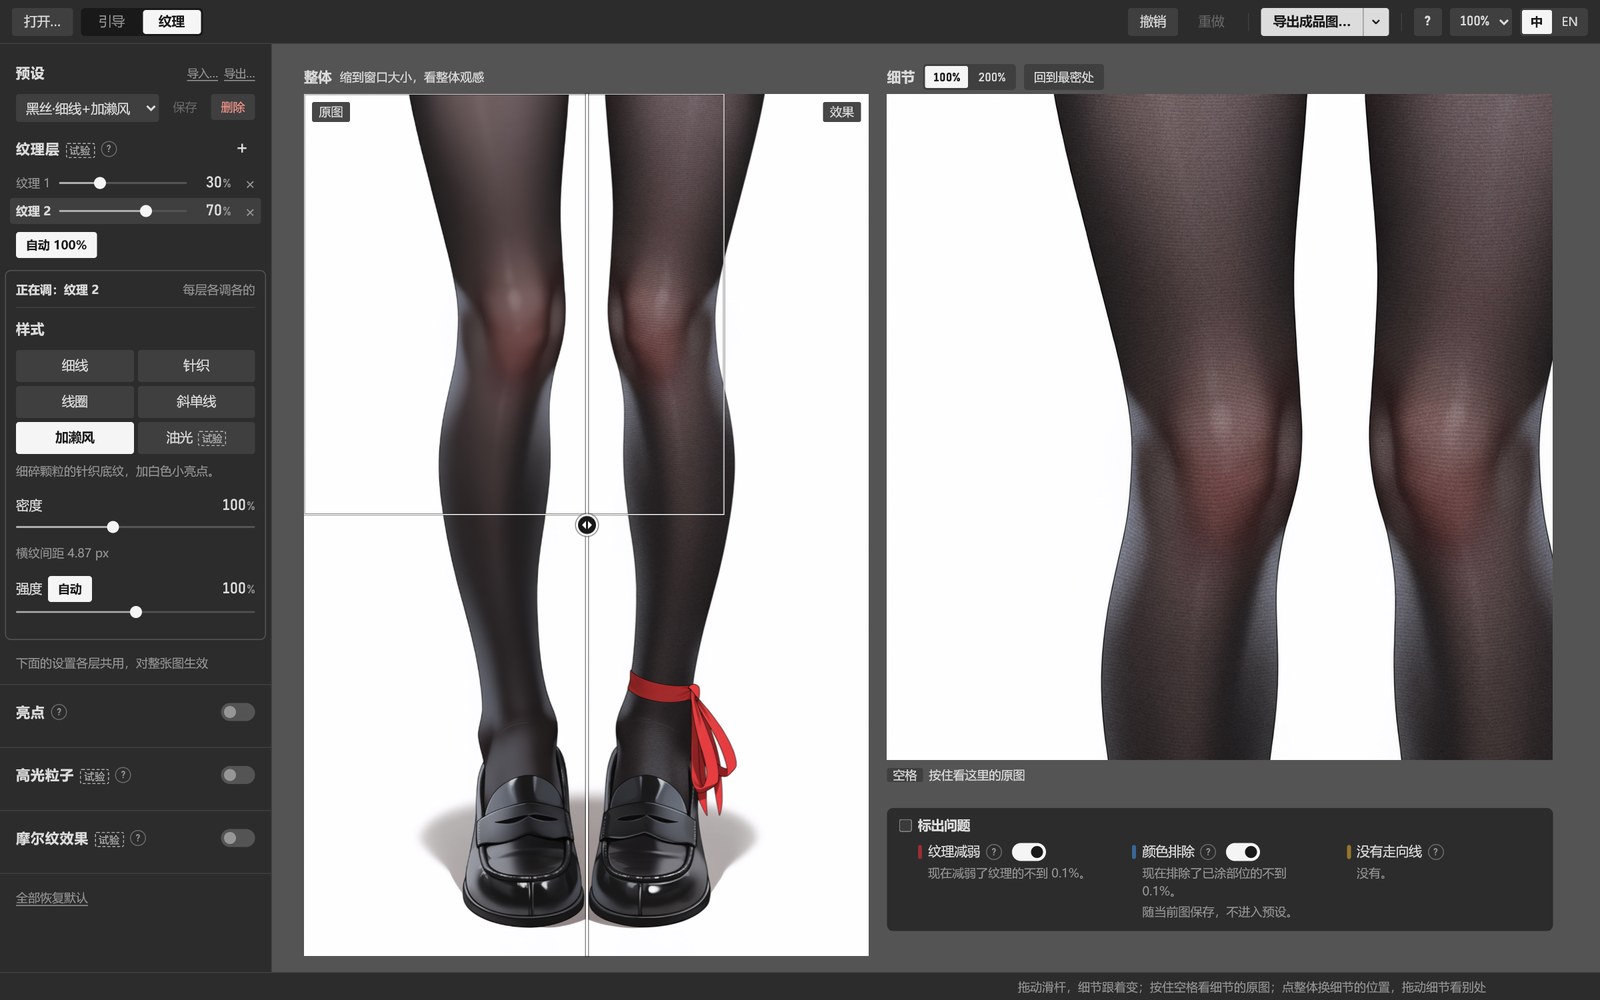 打开...
引导
纹理
撤销
重做
导出成品图...
?
100%
中
EN
预设
导入...
导出...
黑丝·细线+加濑风
保存
删除
纹理层 试验 ?
+
纹理 1
30%
×
纹理 2
70%
×
自动 100%
正在调：纹理 2
每层各调各的
样式
细线
针织
线圈
斜单线
加濑风
油光 试验
细碎颗粒的针织底纹，加白色小亮点。
密度
100%
横纹间距 4.87 px
强度 自动
100%
下面的设置各层共用，对整张图生效
亮点 ?
高光粒子 试验 ?
摩尔纹效果 试验 ?
全部恢复默认
整体 缩到窗口大小，看整体观感
原图
效果
细节
100%
200%
回到最密处
空格 按住看这里的原图
标出问题
纹理减弱 ?
现在减弱了纹理的不到 0.1%。
颜色排除 ?
现在排除了已涂部位的不到
0.1%。
随当前图保存，不进入预设。
没有走向线 ?
没有。
拖动滑杆，细节跟着变；按住空格看细节的原图；点整体换细节的位置，拖动细节看别处